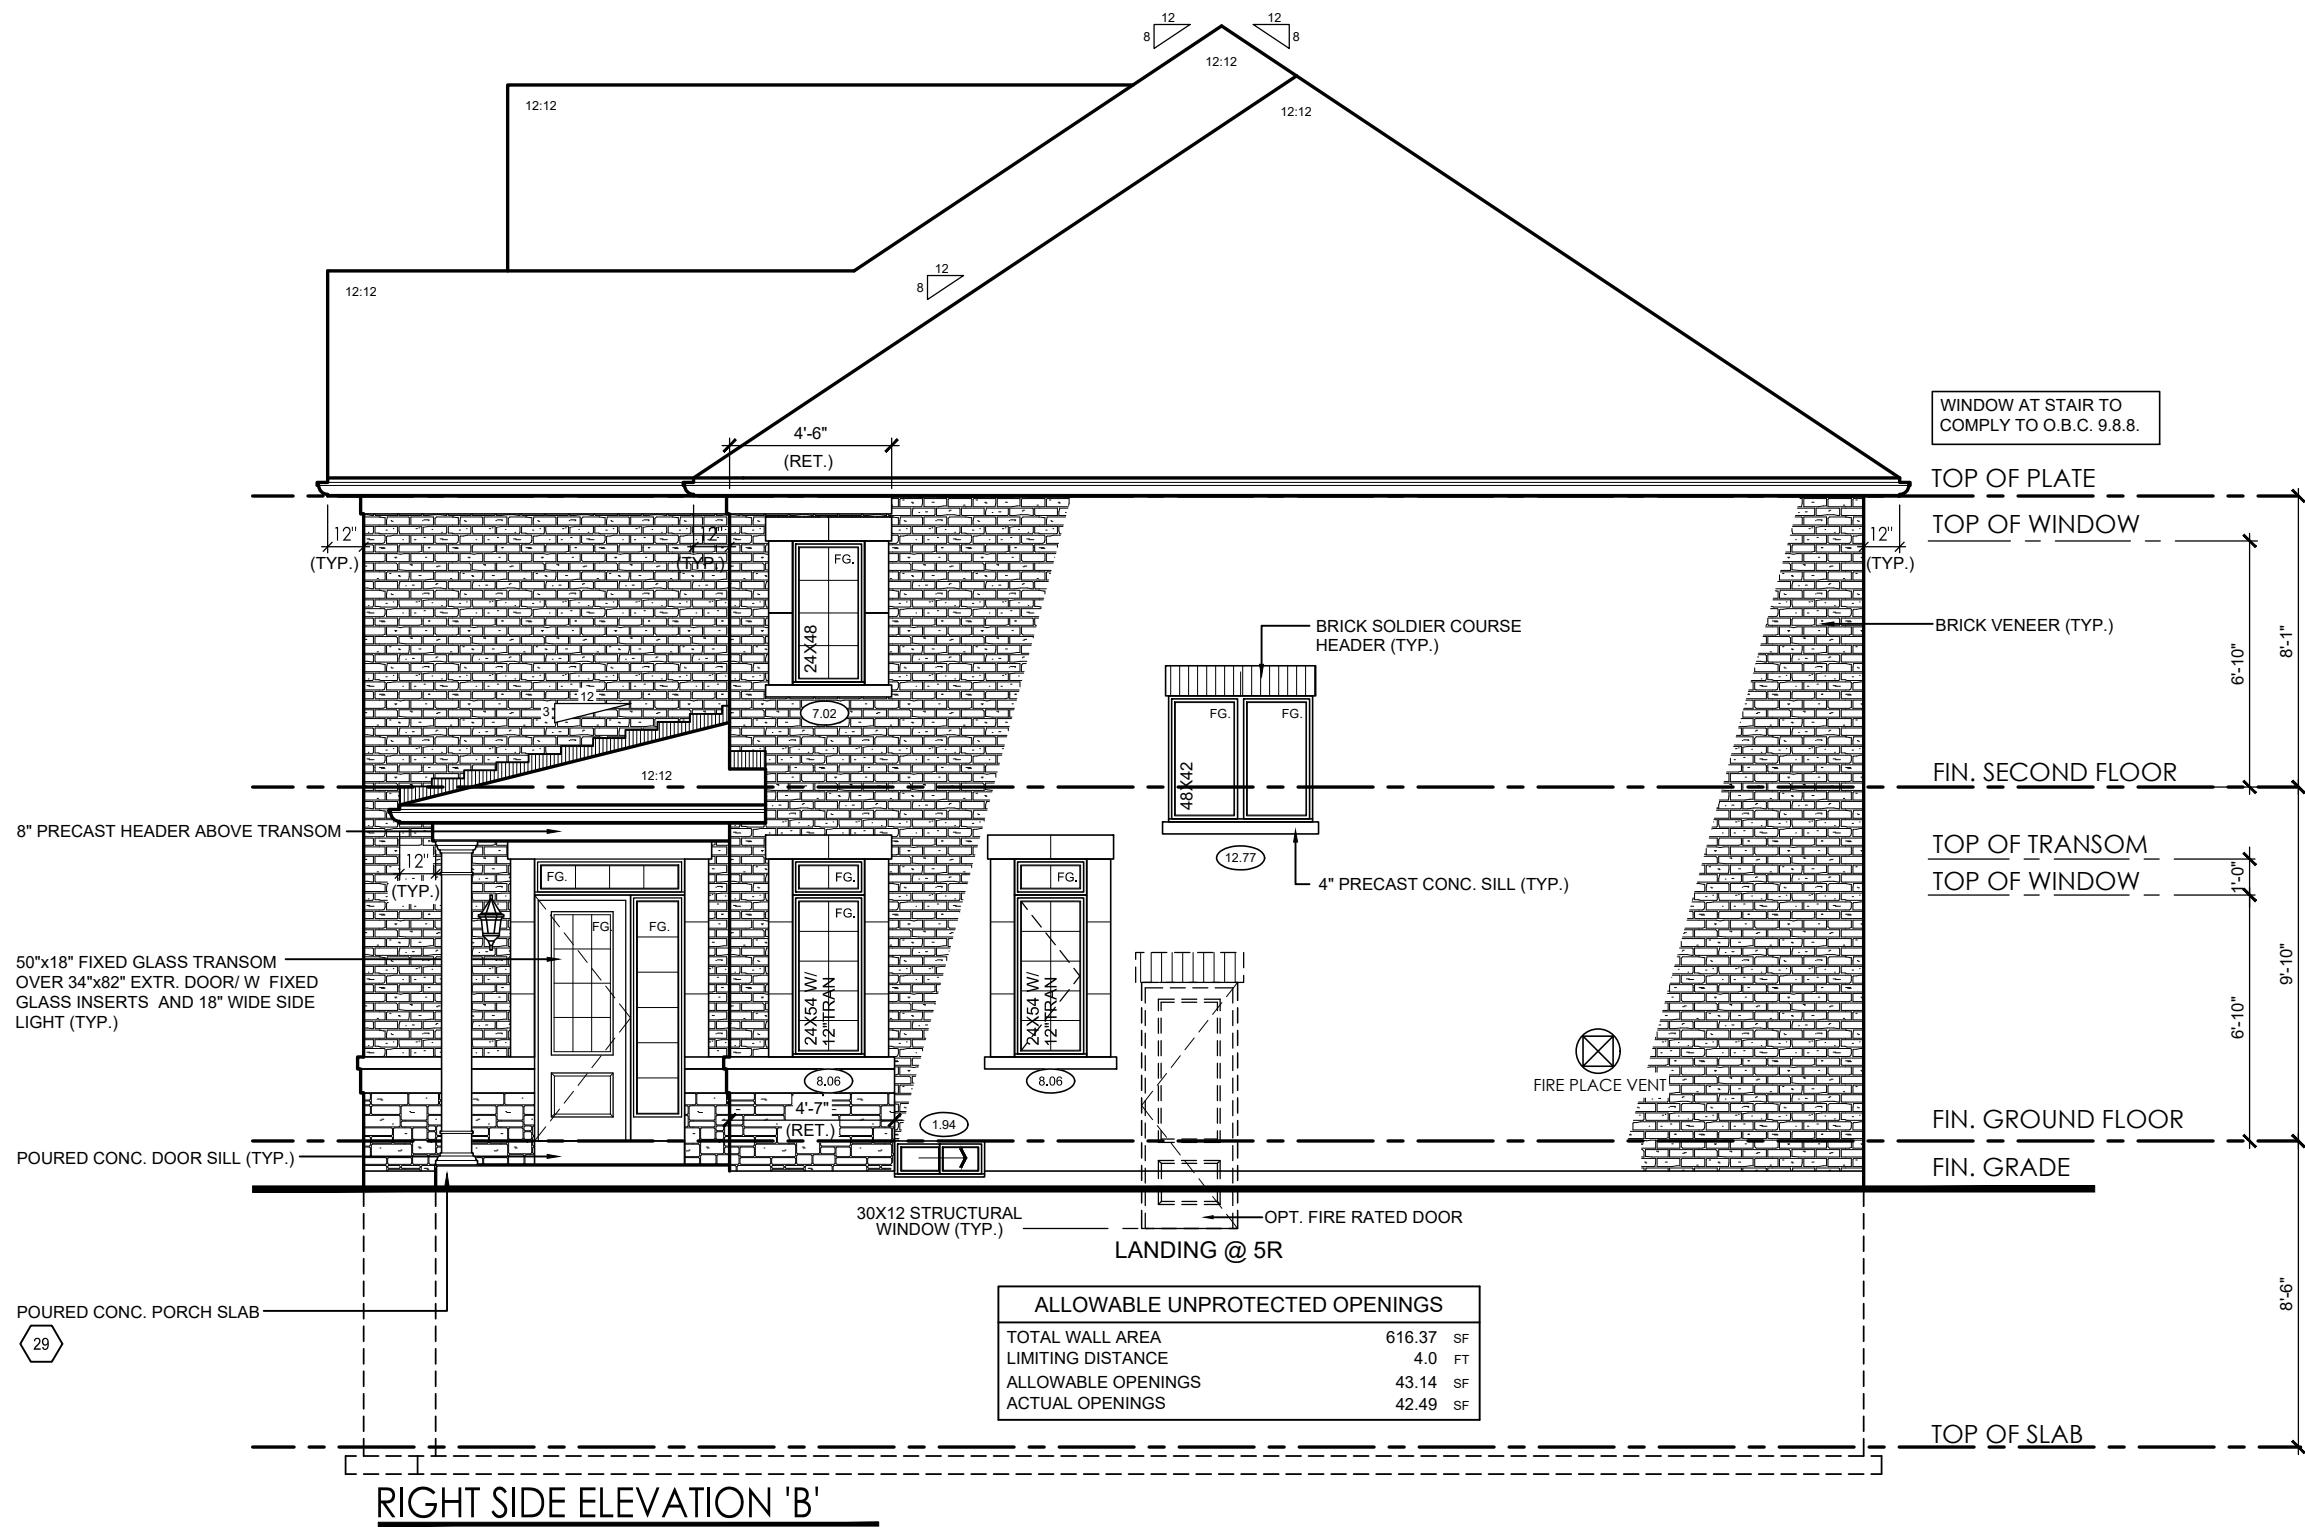 12
8
12
8
12:12
12:12
12:12
12
8
12:12
4'-6"
(RET.)
WINDOW AT STAIR TO
COMPLY TO O.B.C. 9.8.8.
TOP OF PLATE
TOP OF WINDOW
12"
(TYP.)
12"
(TYP.)
12"
(TYP.)
FG.
24X48
7.02
12
3
12:12
BRICK SOLDIER COURSE
HEADER (TYP.)
BRICK VENEER (TYP.)
6'-10"
8'-1"
FG.
FG.
48X42
12.77
4" PRECAST CONC. SILL (TYP.)
FIN. SECOND FLOOR
8" PRECAST HEADER ABOVE TRANSOM
TOP OF TRANSOM
TOP OF WINDOW
1'-0"
12"
(TYP.)
FG.
FG.
FG.
FG.
FG.
FG.
50"x18" FIXED GLASS TRANSOM
OVER 34"x82" EXTR. DOOR/ W FIXED
GLASS INSERTS AND 18" WIDE SIDE
LIGHT (TYP.)
24X54 W/
12"TRAN
24X54 W/
12"TRAN
9'-10"
6'-10"
FIRE PLACE VENT
8.06
8.06
4'-7"
(RET.)
1.94
FIN. GROUND FLOOR
POURED CONC. DOOR SILL (TYP.)
FIN. GRADE
30X12 STRUCTURAL
WINDOW (TYP.)
OPT. FIRE RATED DOOR
LANDING @ 5R
POURED CONC. PORCH SLAB
29
8'-6"
ALLOWABLE UNPROTECTED OPENINGS
TOTAL WALL AREA 616.37 SF
LIMITING DISTANCE 4.0 FT
ALLOWABLE OPENINGS 43.14 SF
ACTUAL OPENINGS 42.49 SF
TOP OF SLAB
RIGHT SIDE ELEVATION 'B'